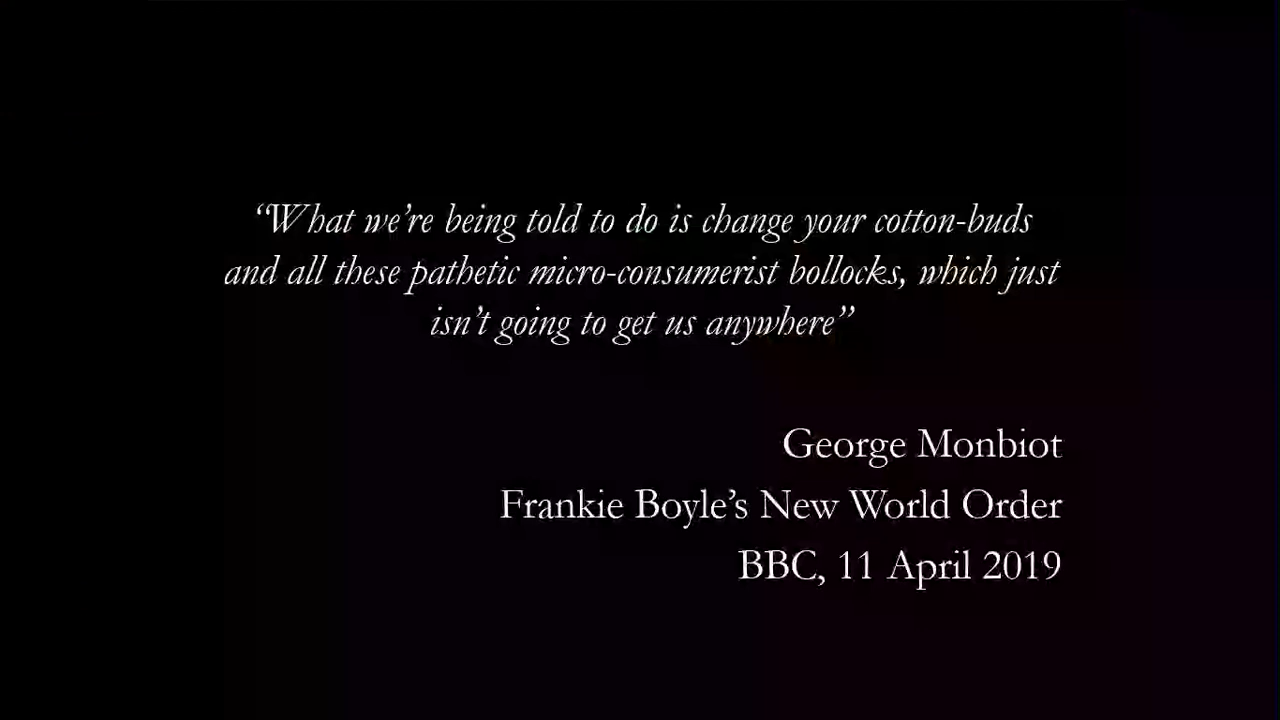 “What we’re being told to do is change your cotton-buds
and all these pathetic micro-consumerist bollocks, which just
isn’t going to get us anywhere”
George Monbiot
Frankie Boyle’s New World Order
BBC, 11 April 2019